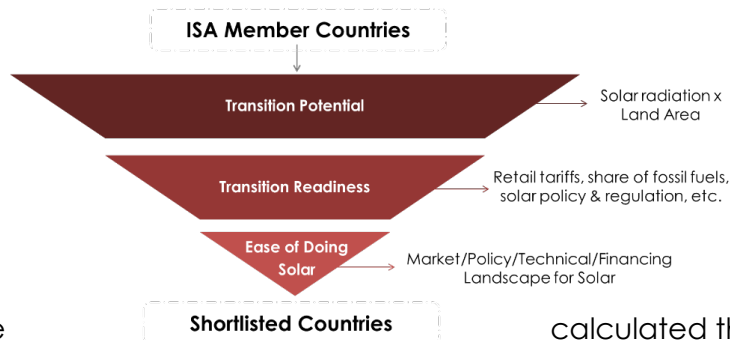 ISA Member Countries
Transition Potential
Solar radiation x
Land Area
Transition Readiness
Retail tariffs, share of fossil fuels,
solar policy & regulation, etc.
Ease of Doing
Solar
Market/Policy/Technical/Financing
Landscape for Solar
Shortlisted Countries
calculated th